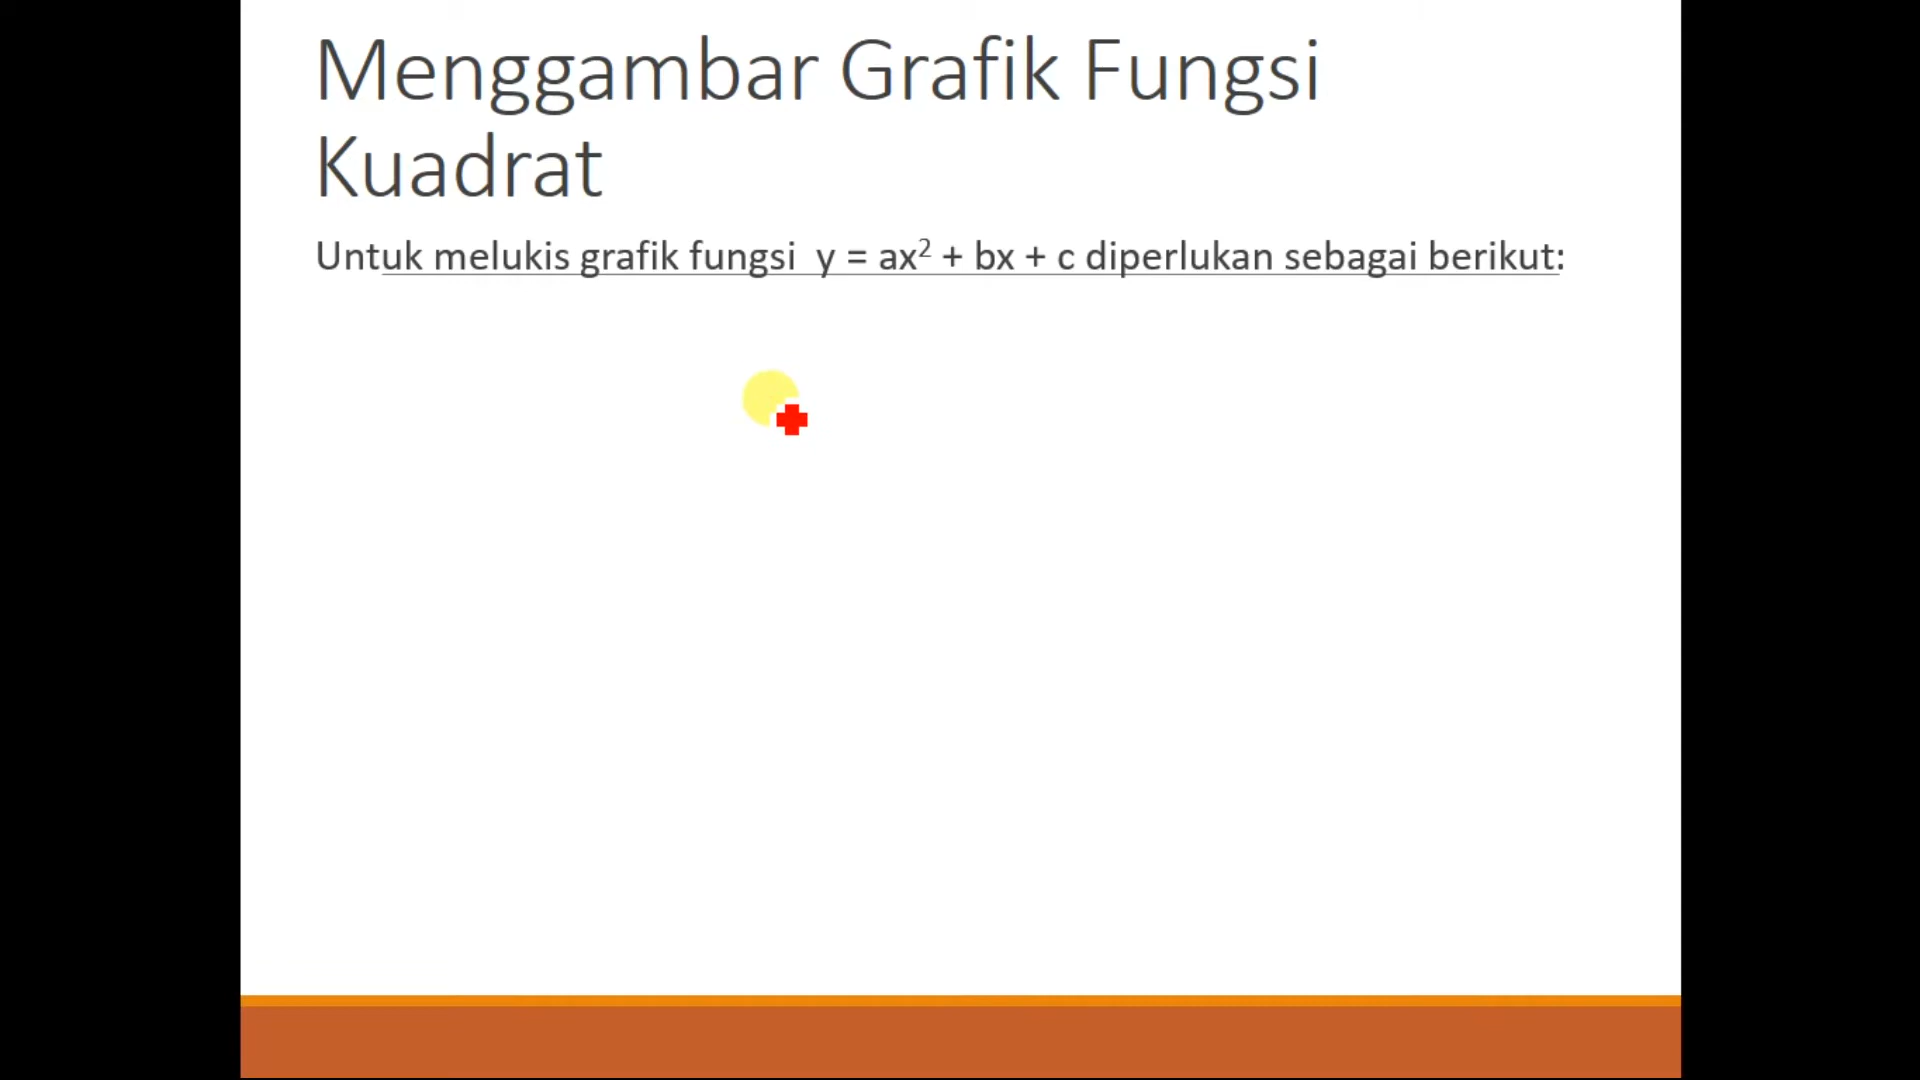 Menggambar Grafik Fungsi
Kuadrat
Untuk melukis grafik fungsi  y = ax² + bx + c diperlukan sebagai berikut: